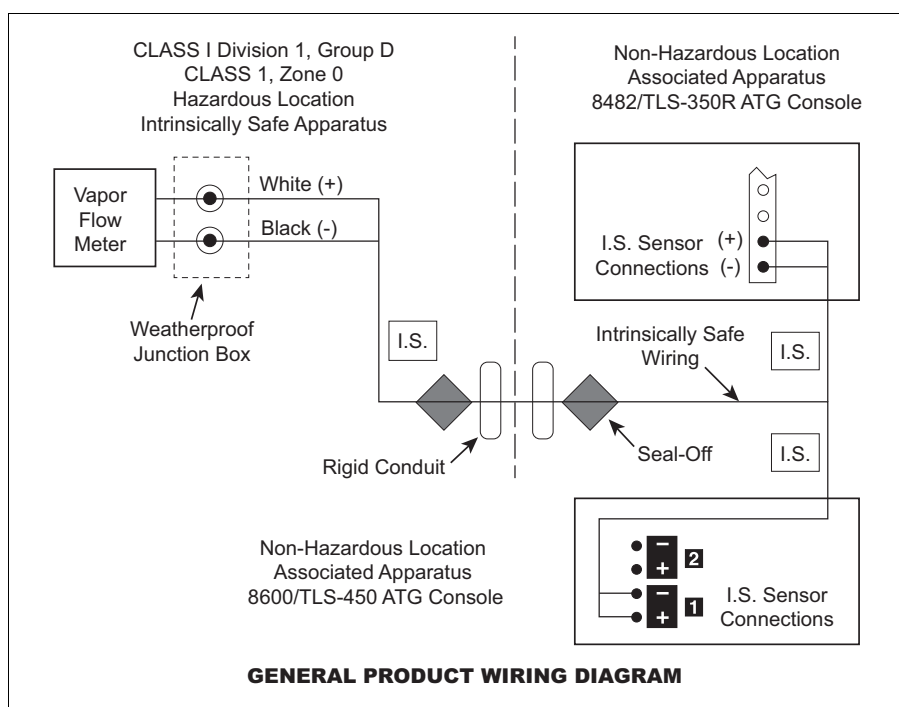 CLASS I Division 1, Group D
CLASS 1, Zone 0
Hazardous Location
Intrinsically Safe Apparatus
Non-Hazardous Location
Associated Apparatus
8482/TLS-350R ATG Console
Vapor
Flow
Meter
White (+)
Black (-)
Weatherproof
Junction Box
I.S. Sensor
Connections
(+)
(-)
I.S.
Intrinsically Safe
Wiring
I.S.
Rigid Conduit
Seal-Off
I.S.
Non-Hazardous Location
Associated Apparatus
8600/TLS-450 ATG Console
−
+
2
−
+
1
I.S. Sensor
Connections
GENERAL PRODUCT WIRING DIAGRAM